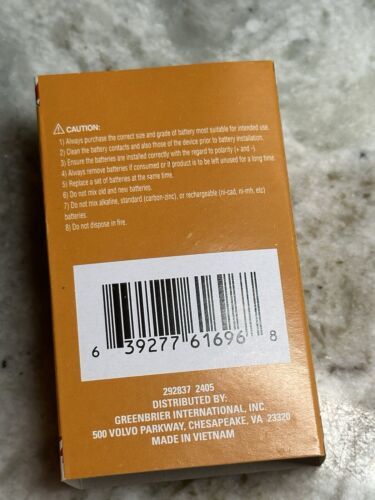 ⚠ CAUTION:
1) Always purchase the correct size and grade of battery most suitable for intended use.
2) Clean the battery contacts and also those of the device prior to battery installation.
3) Ensure the batteries are installed correctly with the regard to polarity (+ and -).
4) Always remove batteries if consumed or it product is to be left unused for a long time.
5) Replace a set of batteries at the same time.
6) Do not mix old and new batteries.
7) Do not mix alkaline, standard (carbon-zinc), or rechargeable (ni-cad, ni-mh, etc)
batteries.
8) Do not dispose in fire.
6 39277 61696 8
292837 2405
DISTRIBUTED BY:
GREENBRIER INTERNATIONAL, INC.
500 VOLVO PARKWAY, CHESAPEAKE, VA 23320
MADE IN VIETNAM